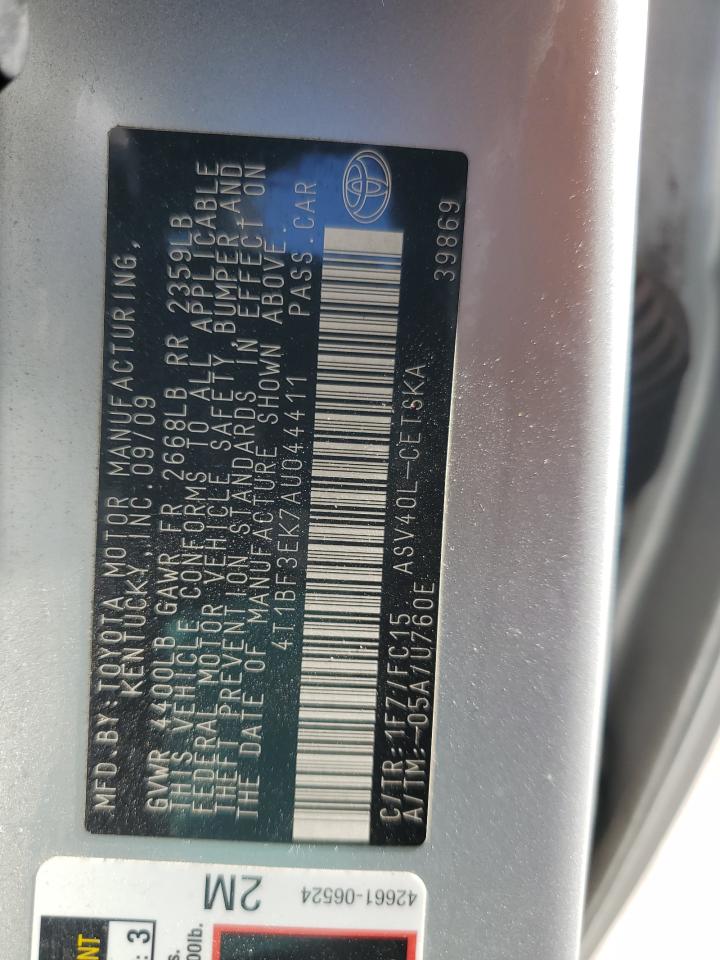 MFD.BY:TOYOTA MOTOR MANUFACTURING,
KENTUCKY,INC.09/09
GVWR 4400LB GAWR FR 2668LB RR 2359LB
THIS VEHICLE CONFORMS TO ALL APPLICABLE
FEDERAL MOTOR VEHICLE SAFETY,BUMPER,AND
THEFT PREVENTION STANDARDS IN EFFECT ON
THE DATE OF MANUFACTURE SHOWN ABOVE.
4T1BF3EK7AU044411 PASS.CAR
C/TR:1F7/FC15 ASV40L-CETSKA
A/TM:-05A/U760E 39869
2M
42661-06524
: 3
00lb.